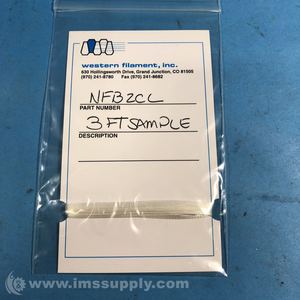 western filament, inc.
630 Hollingsworth Drive, Grand Junction, CO 81505
(970) 241-8780 Fax (970) 241-8682
NFB2CL
PART NUMBER
3 FT SAMPLE
DESCRIPTION
© www.imssupply.com